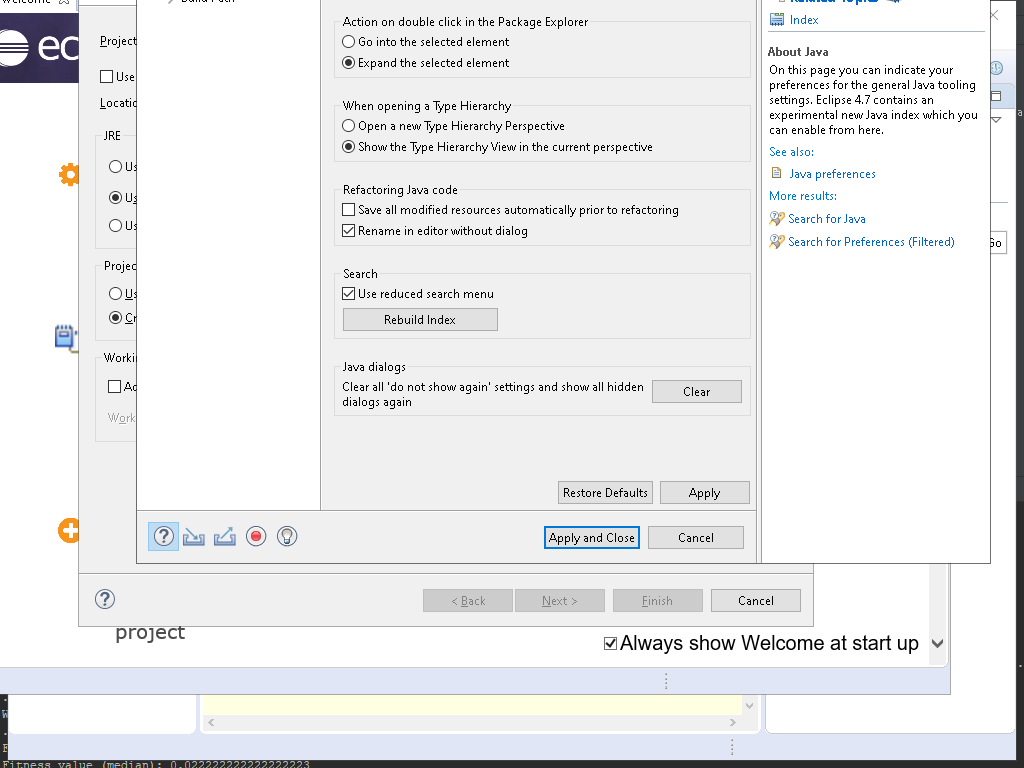 Action on double click in the Package Explorer
Go into the selected element
Expand the selected element
When opening a Type Hierarchy
Open a new Type Hierarchy Perspective
Show the Type Hierarchy View in the current perspective
Refactoring Java code
Save all modified resources automatically prior to refactoring
Rename in editor without dialog
Search
Use reduced search menu
Rebuild Index
Java dialogs
Clear all 'do not show again' settings and show all hidden
dialogs again
Clear
Restore Defaults
Apply
Apply and Close
Cancel
Index
About Java
On this page you can indicate your
preferences for the general Java tooling
settings. Eclipse 4.7 contains an
experimental new Java index which you
can enable from here.
See also:
Java preferences
More results:
Search for Java
Search for Preferences (Filtered)
ec
Project
Use
Locatio
JRE
Us
Us
Us
Projec
Us
Cr
Worki
Ad
Work
< Back
Next >
Finish
Cancel
project
Always show Welcome at start up
Fitness value (median): 0.022222222222222223